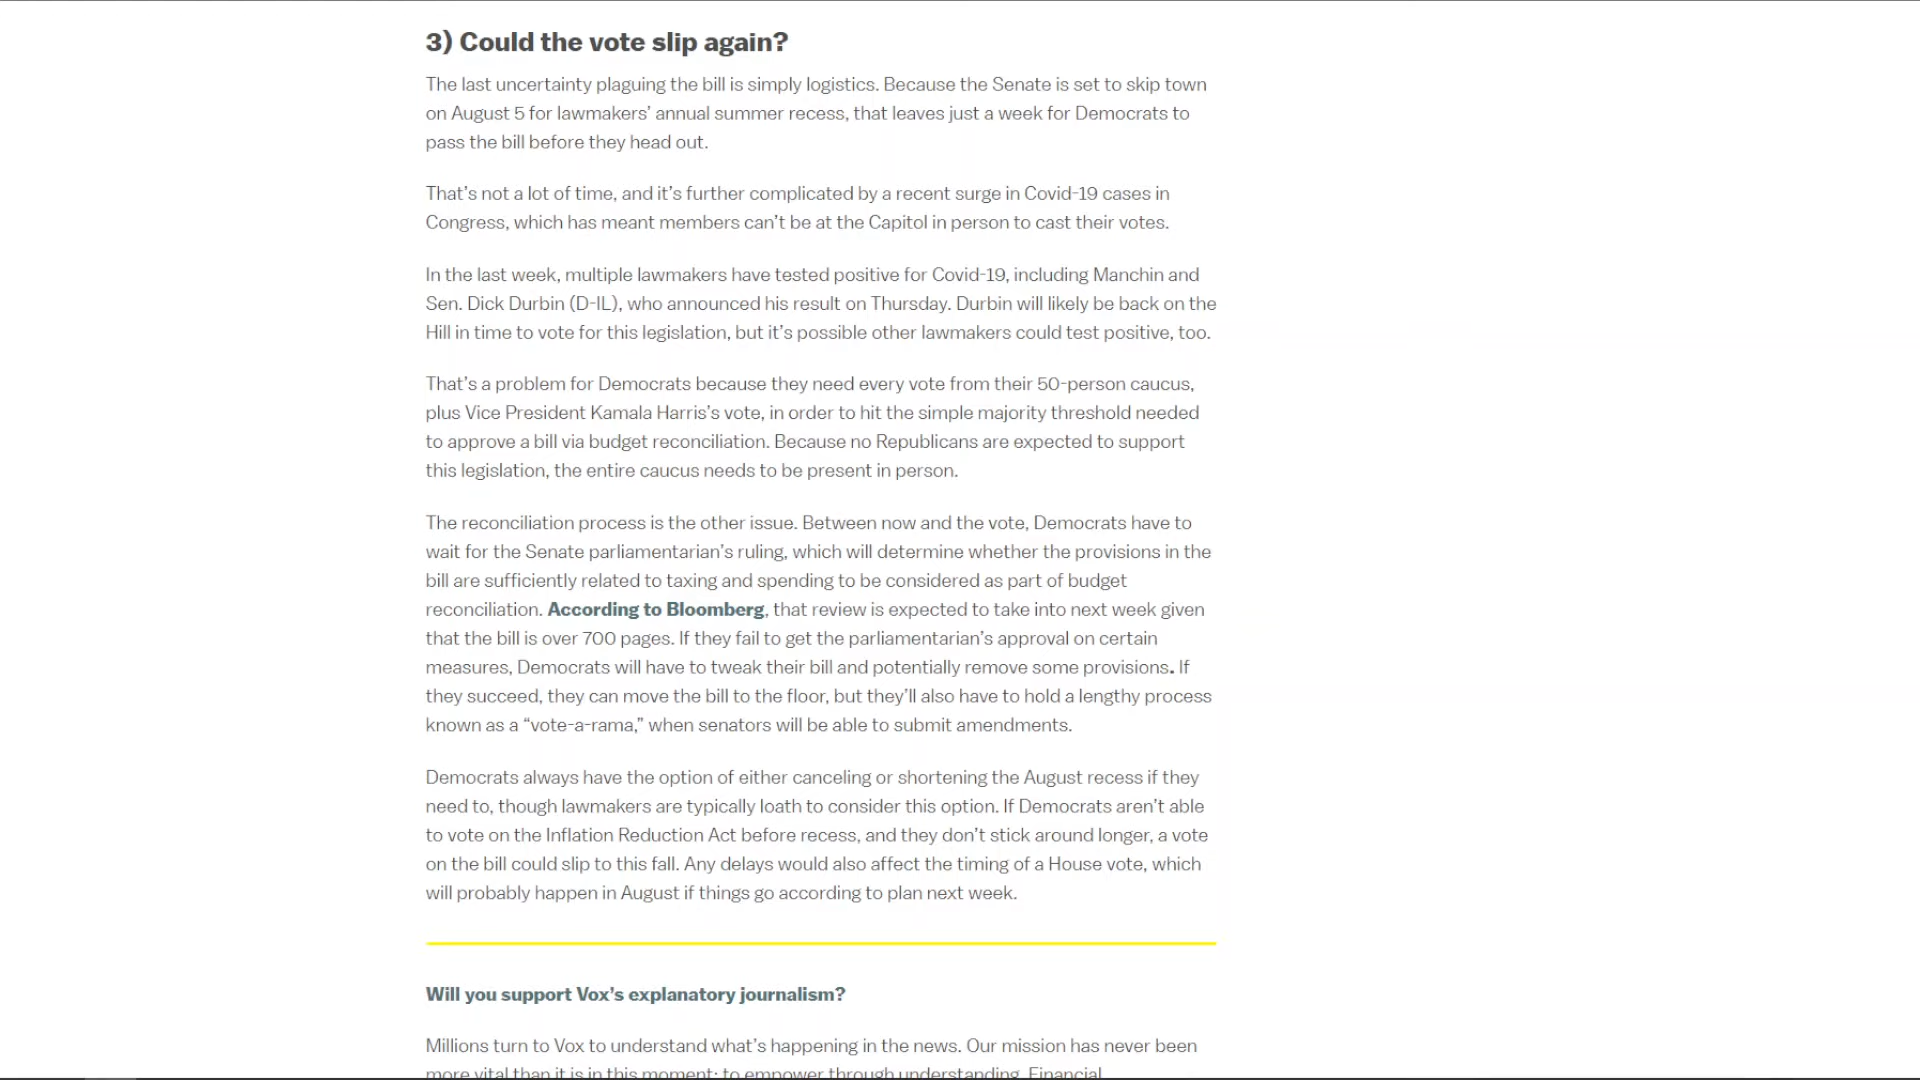 3) Could the vote slip again?
The last uncertainty plaguing the bill is simply logistics. Because the Senate is set to skip town
on August 5 for lawmakers’ annual summer recess, that leaves just a week for Democrats to
pass the bill before they head out.
That’s not a lot of time, and it’s further complicated by a recent surge in Covid-19 cases in
Congress, which has meant members can’t be at the Capitol in person to cast their votes.
In the last week, multiple lawmakers have tested positive for Covid-19, including Manchin and
Sen. Dick Durbin (D-IL), who announced his result on Thursday. Durbin will likely be back on the
Hill in time to vote for this legislation, but it’s possible other lawmakers could test positive, too.
That’s a problem for Democrats because they need every vote from their 50-person caucus,
plus Vice President Kamala Harris’s vote, in order to hit the simple majority threshold needed
to approve a bill via budget reconciliation. Because no Republicans are expected to support
this legislation, the entire caucus needs to be present in person.
The reconciliation process is the other issue. Between now and the vote, Democrats have to
wait for the Senate parliamentarian’s ruling, which will determine whether the provisions in the
bill are sufficiently related to taxing and spending to be considered as part of budget
reconciliation. According to Bloomberg, that review is expected to take into next week given
that the bill is over 700 pages. If they fail to get the parliamentarian’s approval on certain
measures, Democrats will have to tweak their bill and potentially remove some provisions. If
they succeed, they can move the bill to the floor, but they’ll also have to hold a lengthy process
known as a “vote-a-rama,” when senators will be able to submit amendments.
Democrats always have the option of either canceling or shortening the August recess if they
need to, though lawmakers are typically loath to consider this option. If Democrats aren’t able
to vote on the Inflation Reduction Act before recess, and they don’t stick around longer, a vote
on the bill could slip to this fall. Any delays would also affect the timing of a House vote, which
will probably happen in August if things go according to plan next week.
Will you support Vox’s explanatory journalism?
Millions turn to Vox to understand what’s happening in the news. Our mission has never been
more vital than it is in this moment: to empower through understanding. Financial